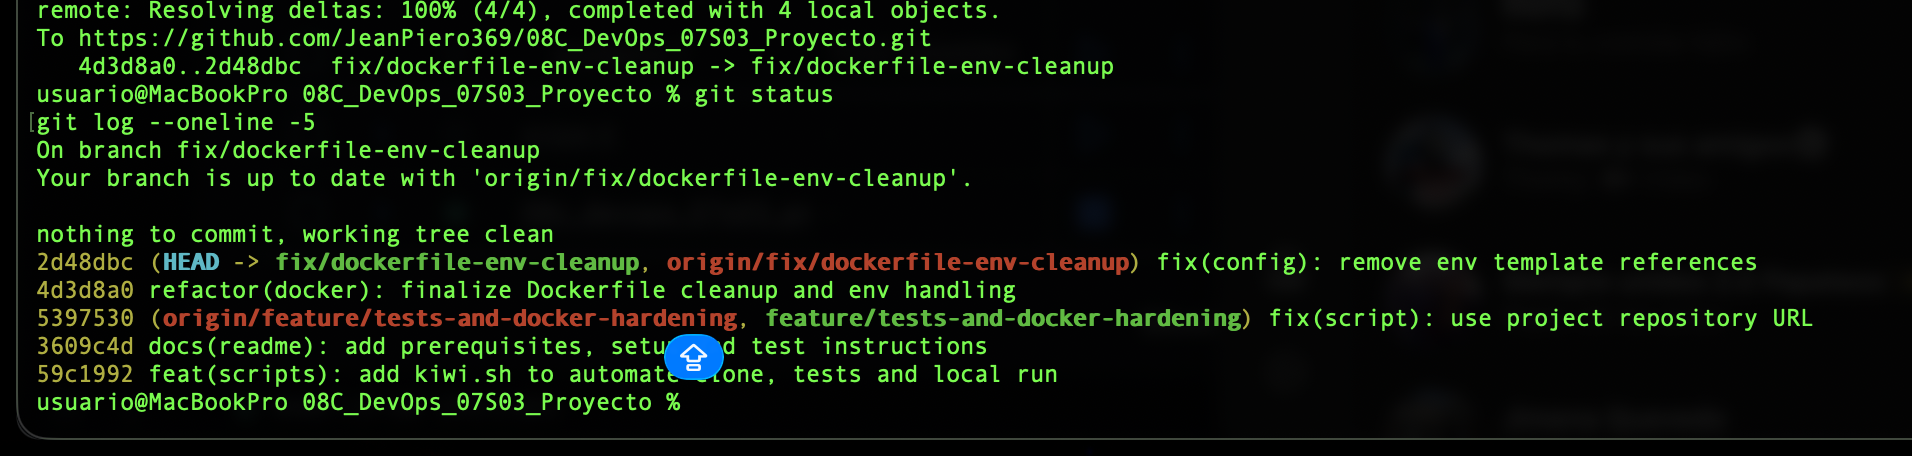 remote: Resolving deltas: 100% (4/4), completed with 4 local objects.
To https://github.com/JeanPiero369/08C_DevOps_07S03_Proyecto.git
   4d3d8a0..2d48dbc  fix/dockerfile-env-cleanup -> fix/dockerfile-env-cleanup
usuario@MacBookPro 08C_DevOps_07S03_Proyecto % git status
[git log --oneline -5
On branch fix/dockerfile-env-cleanup
Your branch is up to date with 'origin/fix/dockerfile-env-cleanup'.
nothing to commit, working tree clean
2d48dbc (HEAD -> fix/dockerfile-env-cleanup, origin/fix/dockerfile-env-cleanup) fix(config): remove env template references
4d3d8a0 refactor(docker): finalize Dockerfile cleanup and env handling
5397530 (origin/feature/tests-and-docker-hardening, feature/tests-and-docker-hardening) fix(script): use project repository URL
3609c4d docs(readme): add prerequisites, test instructions
59c1992 feat(scripts): add kiwi.sh to automate clone, tests and local run
usuario@MacBookPro 08C_DevOps_07S03_Proyecto %